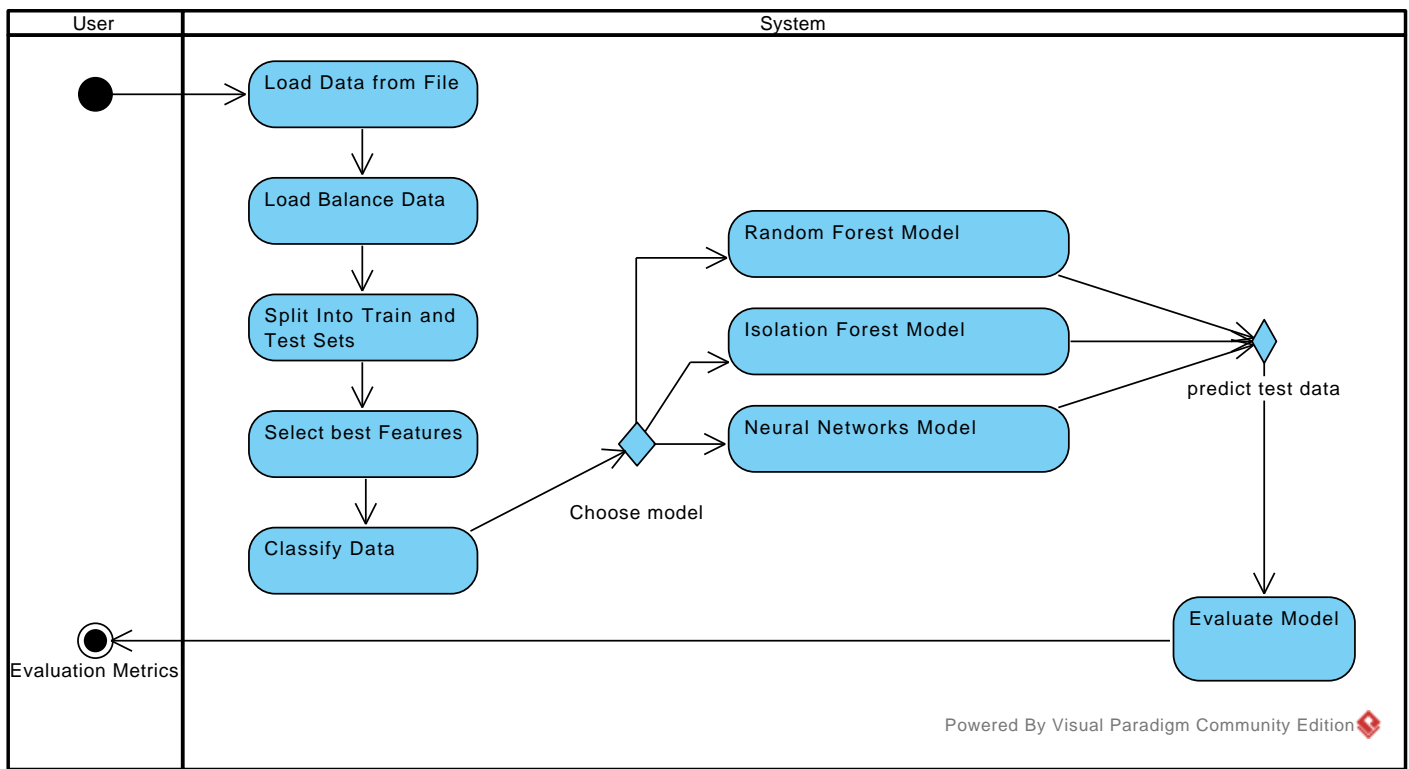 User
System
Load Data from File
Load Balance Data
Split Into Train and
Test Sets
Select best Features
Classify Data
Choose model
Random Forest Model
Isolation Forest Model
Neural Networks Model
predict test data
Evaluate Model
Evaluation Metrics
Powered By Visual Paradigm Community Edition